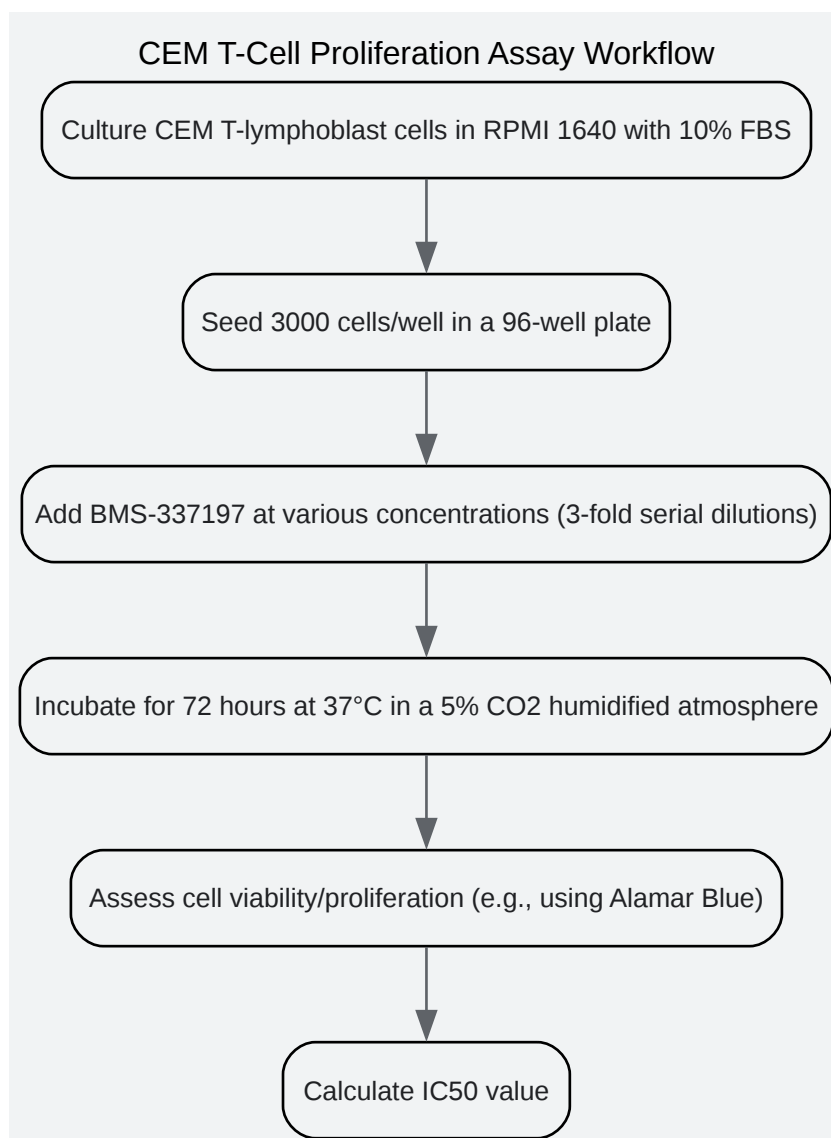 CEM T-Cell Proliferation Assay Workflow
Culture CEM T-lymphoblast cells in RPMI 1640 with 10% FBS
Seed 3000 cells/well in a 96-well plate
Add BMS-337197 at various concentrations (3-fold serial dilutions)
Incubate for 72 hours at 37°C in a 5% CO2 humidified atmosphere
Assess cell viability/proliferation (e.g., using Alamar Blue)
Calculate IC50 value